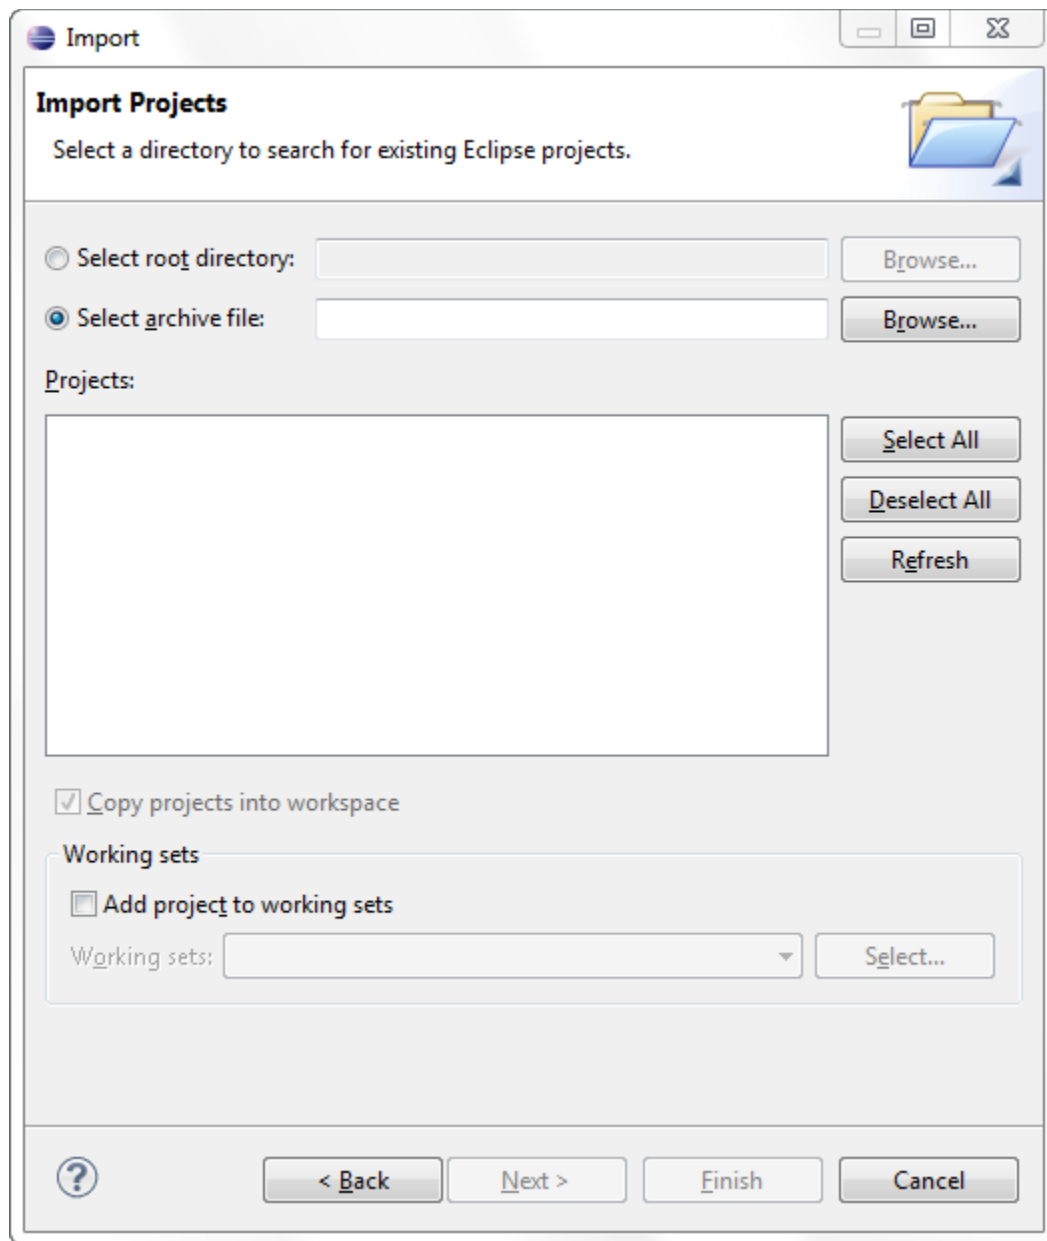 Import
Import Projects
Select a directory to search for existing Eclipse projects.
Select root directory:
Browse...
Select archive file:
Browse...
Projects:
Select All
Deselect All
Refresh
Copy projects into workspace
Working sets
Add project to working sets
Working sets:
Select...
?
< Back
Next >
Finish
Cancel